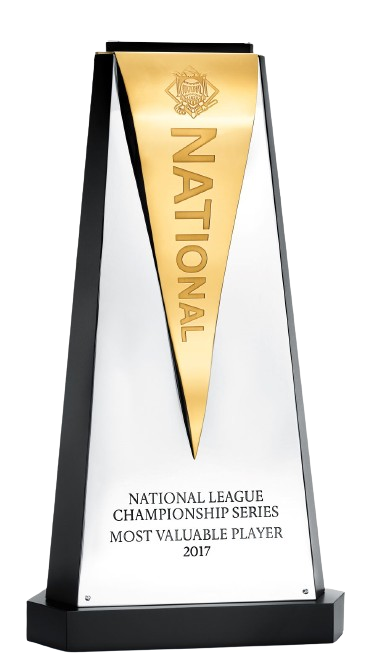 NATIONAL
NATIONAL LEAGUE
CHAMPIONSHIP SERIES
MOST VALUABLE PLAYER
2017